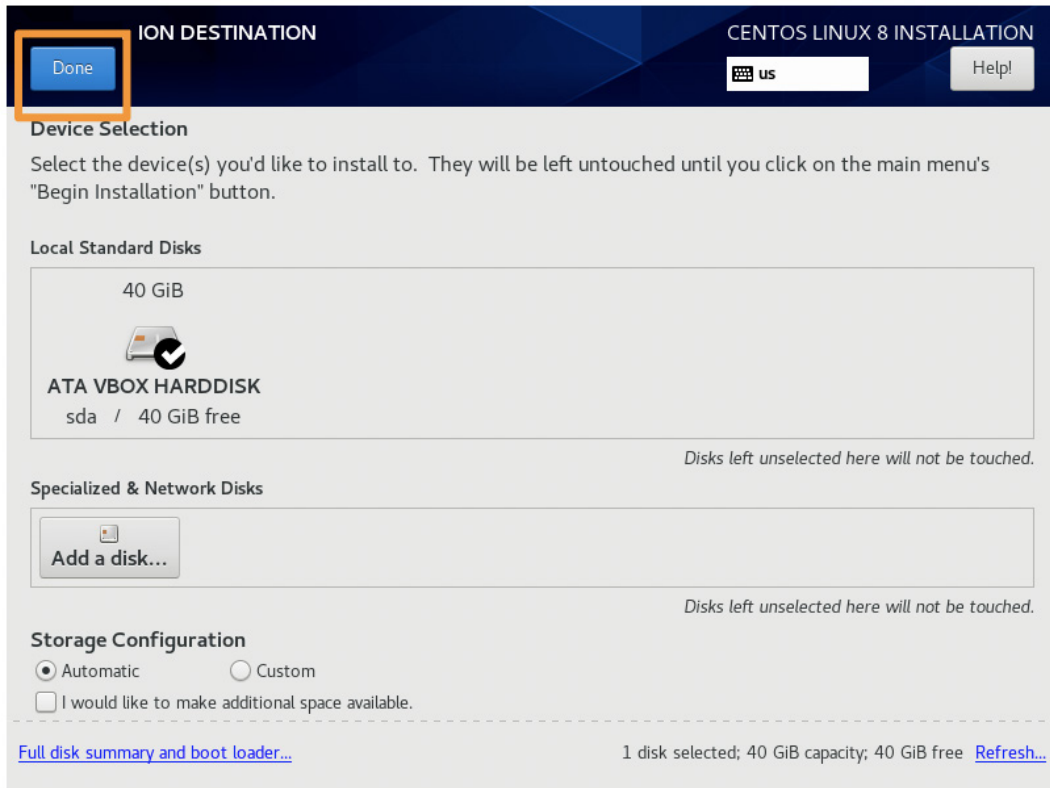 ION DESTINATION
CENTOS LINUX 8 INSTALLATION
Done
us
Help!
Device Selection
Select the device(s) you'd like to install to. They will be left untouched until you click on the main menu's
"Begin Installation" button.
Local Standard Disks
40 GiB
ATA VBOX HARDDISK
sda / 40 GiB free
Disks left unselected here will not be touched.
Specialized & Network Disks
Add a disk...
Disks left unselected here will not be touched.
Storage Configuration
Automatic Custom
I would like to make additional space available.
Full disk summary and boot loader...
1 disk selected; 40 GiB capacity; 40 GiB free Refresh...